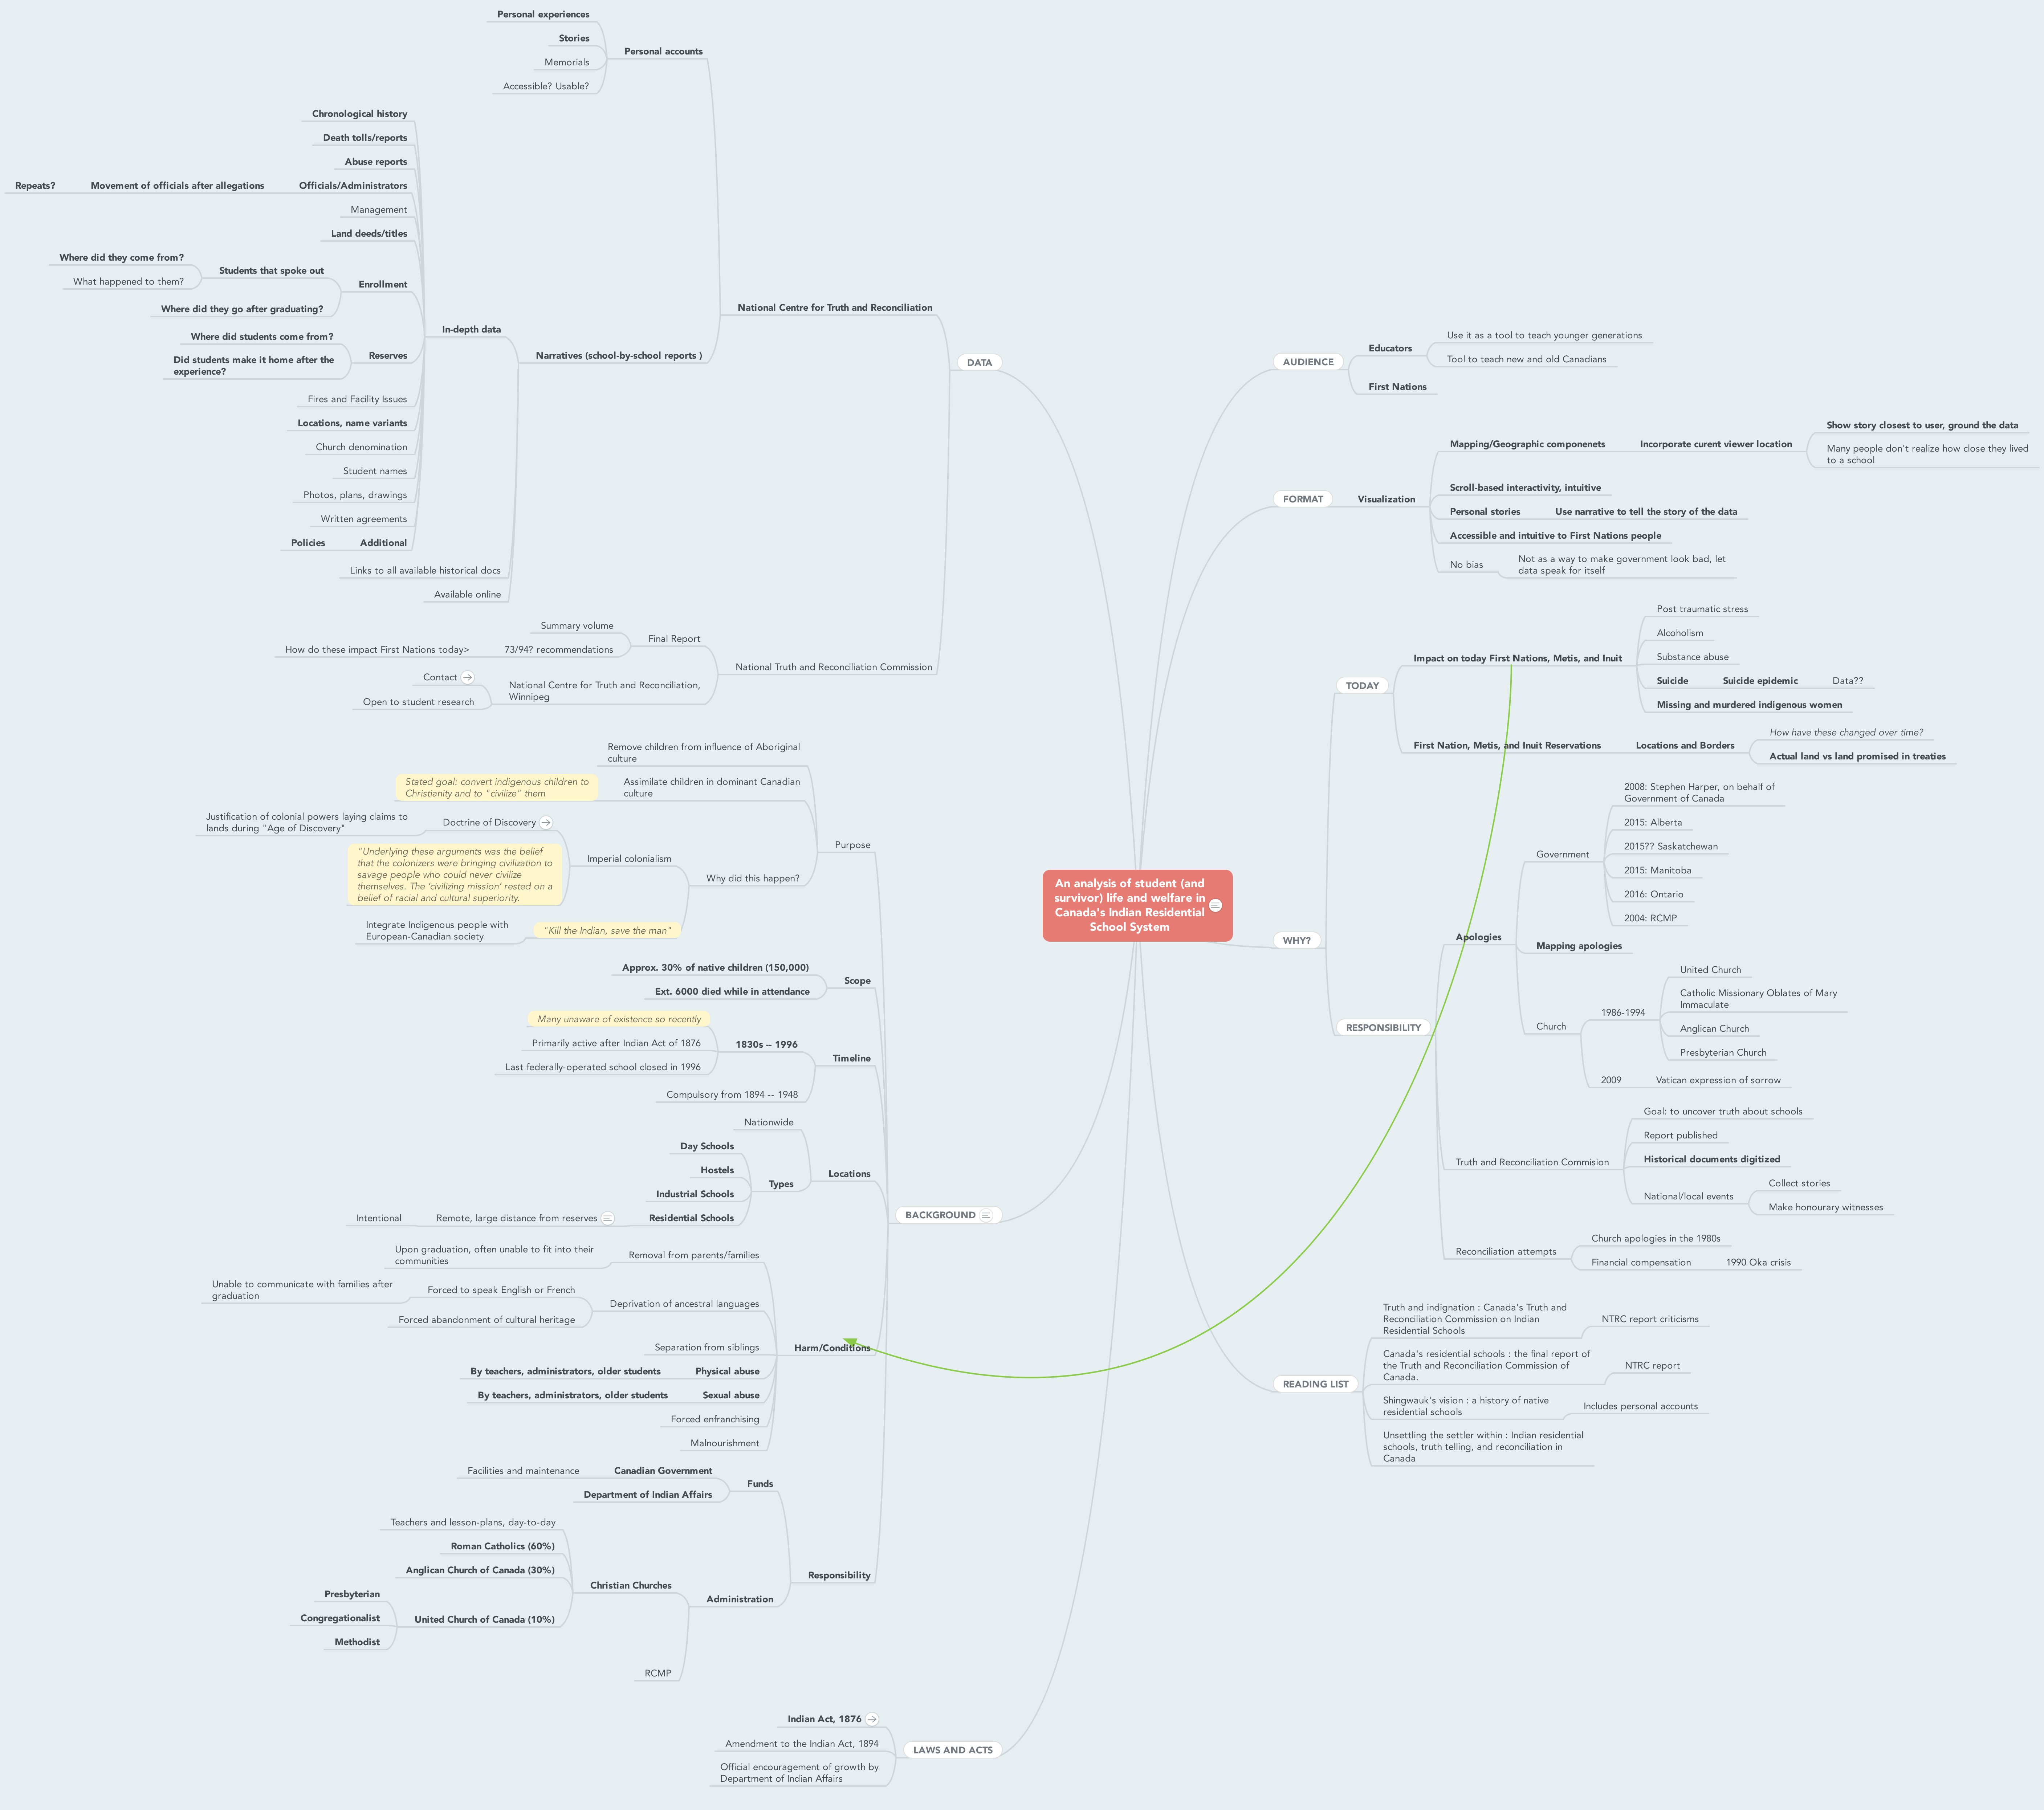 An analysis of student (and
survivor) life and welfare in
Canada's Indian Residential
School System
DATA
National Centre for Truth and Reconciliation
Personal accounts
Personal experiences
Stories
Memorials
Accessible? Usable?
Narratives (school-by-school reports )
In-depth data
Chronological history
Death tolls/reports
Abuse reports
Officials/Administrators
Movement of officials after allegations
Repeats?
Management
Land deeds/titles
Enrollment
Students that spoke out
Where did they come from?
What happened to them?
Where did they go after graduating?
Reserves
Where did students come from?
Did students make it home after the
experience?
Fires and Facility Issues
Locations, name variants
Church denomination
Student names
Photos, plans, drawings
Written agreements
Additional
Policies
Links to all available historical docs
Available online
National Truth and Reconciliation Commission
Final Report
Summary volume
73/94? recommendations
How do these impact First Nations today>
National Centre for Truth and Reconciliation,
Winnipeg
Contact
Open to student research
BACKGROUND
Purpose
Remove children from influence of Aboriginal
culture
Assimilate children in dominant Canadian
culture
Stated goal: convert indigenous children to
Christianity and to "civilize" them
Why did this happen?
Imperial colonialism
Doctrine of Discovery
Justification of colonial powers laying claims to
lands during "Age of Discovery"
"Underlying these arguments was the belief
that the colonizers were bringing civilization to
savage people who could never civilize
themselves. The 'civilizing mission' rested on a
belief of racial and cultural superiority.
"Kill the Indian, save the man"
Integrate Indigenous people with
European-Canadian society
Scope
Approx. 30% of native children (150,000)
Ext. 6000 died while in attendance
Timeline
1830s -- 1996
Many unaware of existence so recently
Primarily active after Indian Act of 1876
Last federally-operated school closed in 1996
Compulsory from 1894 -- 1948
Locations
Nationwide
Types
Day Schools
Hostels
Industrial Schools
Residential Schools
Remote, large distance from reserves
Intentional
Harm/Conditions
Removal from parents/families
Upon graduation, often unable to fit into their
communities
Deprivation of ancestral languages
Forced to speak English or French
Unable to communicate with families after
graduation
Forced abandonment of cultural heritage
Separation from siblings
Physical abuse
By teachers, administrators, older students
Sexual abuse
By teachers, administrators, older students
Forced enfranchising
Malnourishment
Responsibility
Funds
Canadian Government
Facilities and maintenance
Department of Indian Affairs
Administration
Christian Churches
Teachers and lesson-plans, day-to-day
Roman Catholics (60%)
Anglican Church of Canada (30%)
United Church of Canada (10%)
Presbyterian
Congregationalist
Methodist
RCMP
LAWS AND ACTS
Indian Act, 1876
Amendment to the Indian Act, 1894
Official encouragement of growth by
Department of Indian Affairs
AUDIENCE
Educators
Use it as a tool to teach younger generations
Tool to teach new and old Canadians
First Nations
FORMAT
Visualization
Mapping/Geographic componenets
Incorporate curent viewer location
Show story closest to user, ground the data
Many people don't realize how close they lived
to a school
Scroll-based interactivity, intuitive
Personal stories
Use narrative to tell the story of the data
Accessible and intuitive to First Nations people
No bias
Not as a way to make government look bad, let
data speak for itself
WHY?
TODAY
Impact on today First Nations, Metis, and Inuit
Post traumatic stress
Alcoholism
Substance abuse
Suicide
Suicide epidemic
Data??
Missing and murdered indigenous women
First Nation, Metis, and Inuit Reservations
Locations and Borders
How have these changed over time?
Actual land vs land promised in treaties
RESPONSIBILITY
Apologies
Government
2008: Stephen Harper, on behalf of
Government of Canada
2015: Alberta
2015?? Saskatchewan
2015: Manitoba
2016: Ontario
2004: RCMP
Mapping apologies
Church
1986-1994
United Church
Catholic Missionary Oblates of Mary
Immaculate
Anglican Church
Presbyterian Church
2009
Vatican expression of sorrow
Truth and Reconciliation Commision
Goal: to uncover truth about schools
Report published
Historical documents digitized
National/local events
Collect stories
Make honourary witnesses
Reconciliation attempts
Church apologies in the 1980s
Financial compensation
1990 Oka crisis
READING LIST
Truth and indignation : Canada's Truth and
Reconciliation Commission on Indian
Residential Schools
NTRC report criticisms
Canada's residential schools : the final report of
the Truth and Reconciliation Commission of
Canada.
NTRC report
Shingwauk's vision : a history of native
residential schools
Includes personal accounts
Unsettling the settler within : Indian residential
schools, truth telling, and reconciliation in
Canada